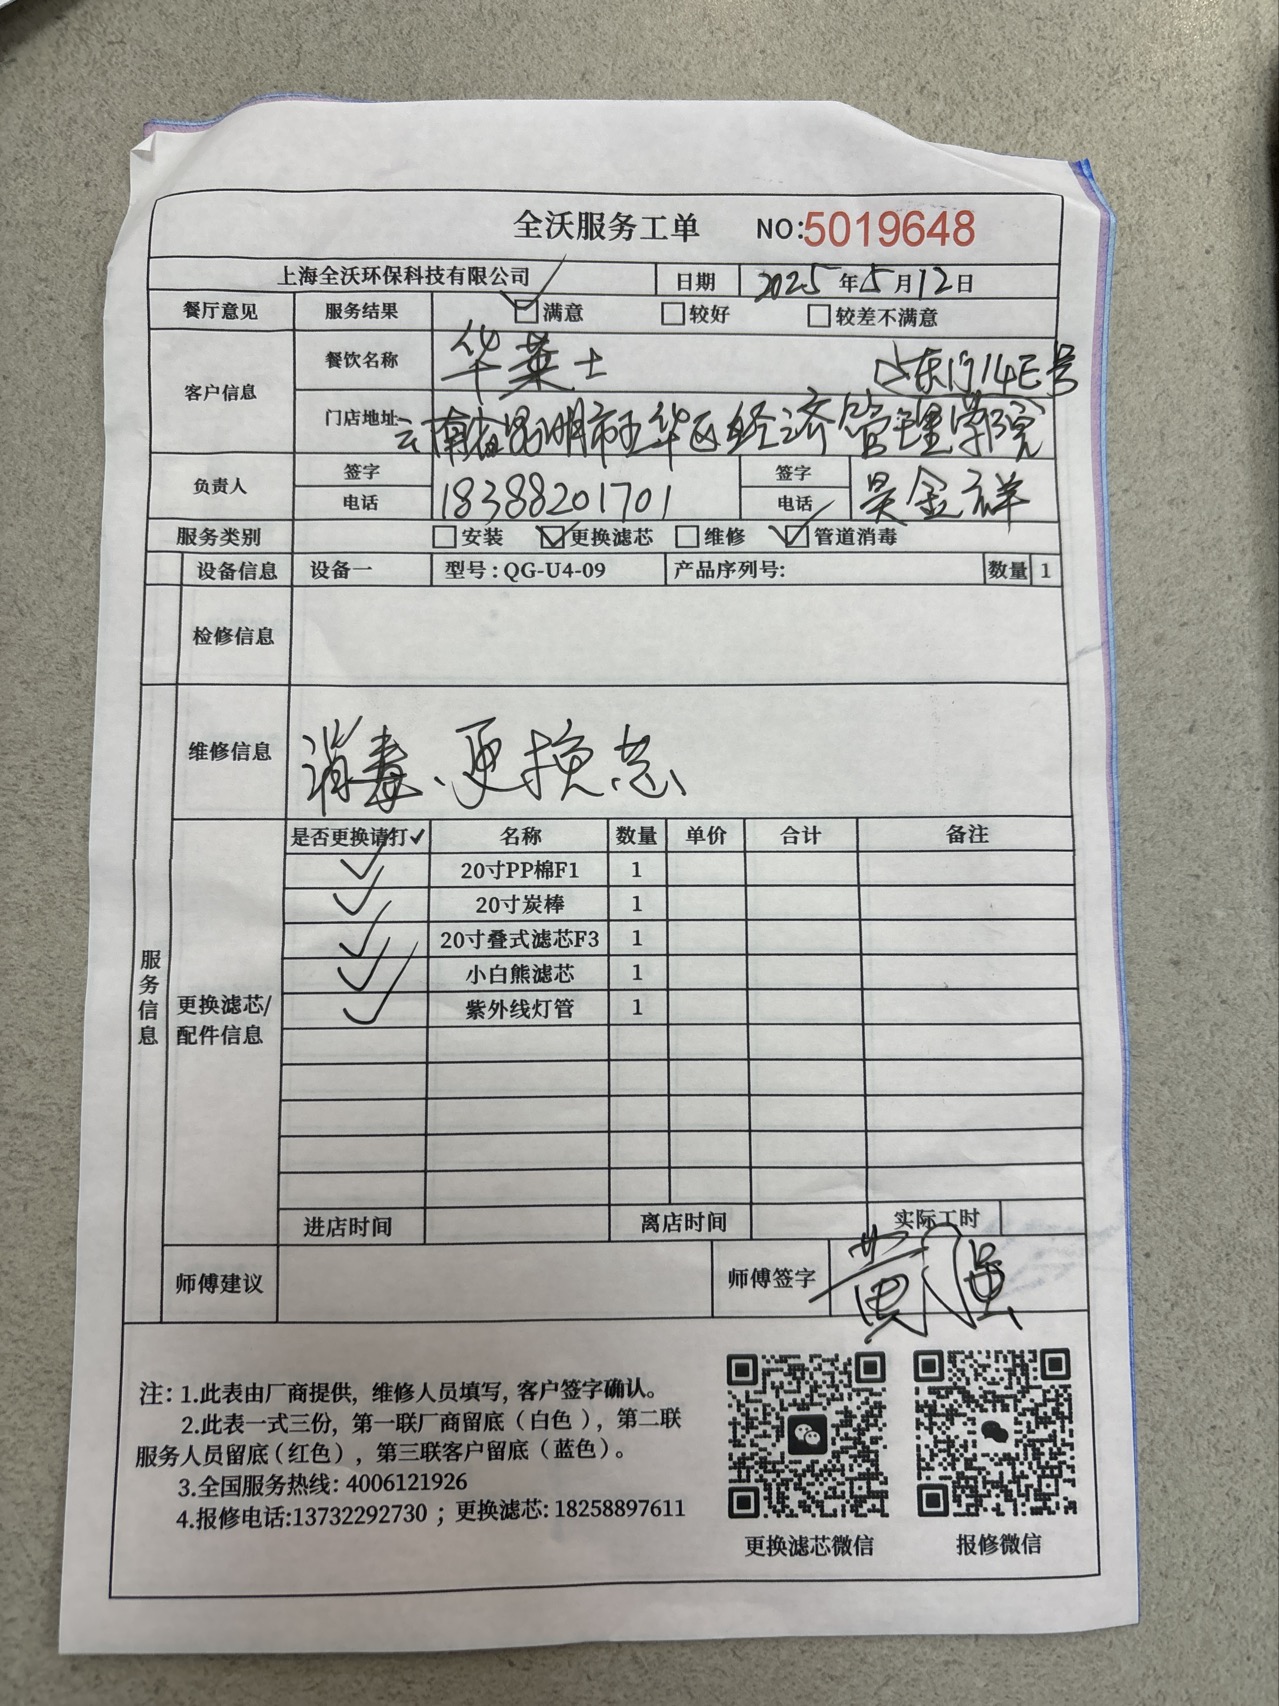 全沃服务工单 NO:5019648
上海全沃环保科技有限公司 日期 2025年5月12日
餐厅意见 服务结果 满意 较好 较差不满意
客户信息 餐饮名称 华莱士 14E号
门店地址 云南省昆明市五华区经济管理学院
负责人 签字 签字
电话 18388201701 电话 吴金祥
服务类别 安装 更换滤芯 维修 管道消毒
设备信息 设备一 型号:QG-U4-09 产品序列号: 数量 1
检修信息
维修信息 消毒、更换芯
服务信息
更换滤芯/配件信息
是否更换请打✓ 名称 数量 单价 合计 备注
✓ 20寸PP棉F1 1
✓ 20寸炭棒 1
✓ 20寸叠式滤芯F3 1
✓ 小白熊滤芯 1
✓ 紫外线灯管 1
进店时间 离店时间 实际工时
师傅建议 师傅签字 黄强
注: 1.此表由厂商提供, 维修人员填写, 客户签字确认。
2.此表一式三份, 第一联厂商留底(白色), 第二联
服务人员留底(红色), 第三联客户留底(蓝色)。
3.全国服务热线: 4006121926
4.报修电话:13732292730 ; 更换滤芯: 18258897611
更换滤芯微信 报修微信